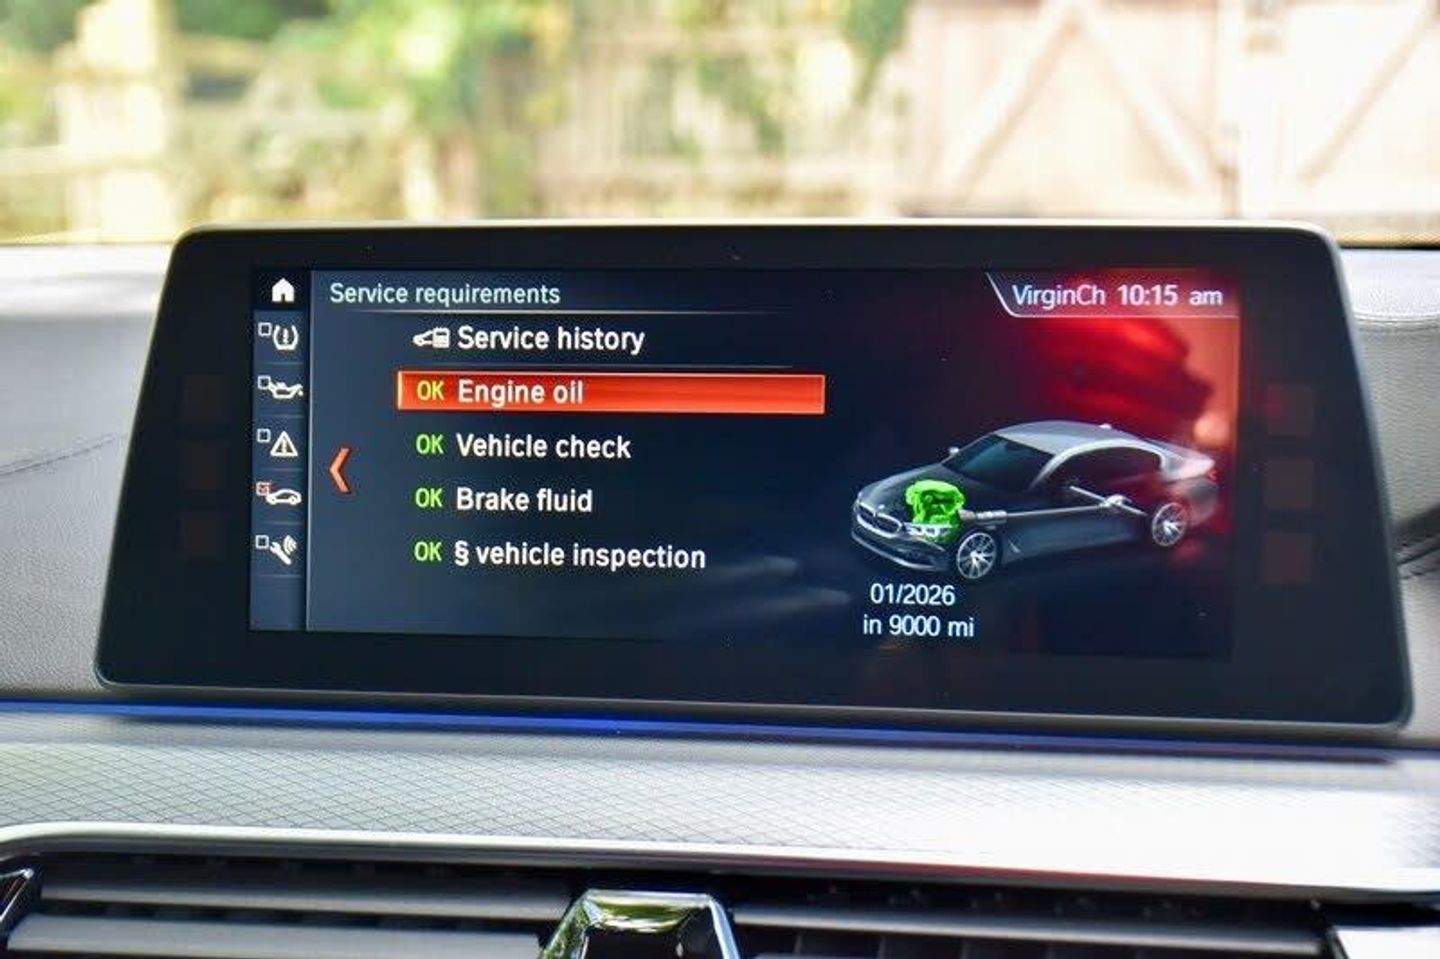 Service requirements
VirginCh 10:15 am
Service history
OK Engine oil
OK Vehicle check
OK Brake fluid
OK § vehicle inspection
01/2026
in 9000 mi